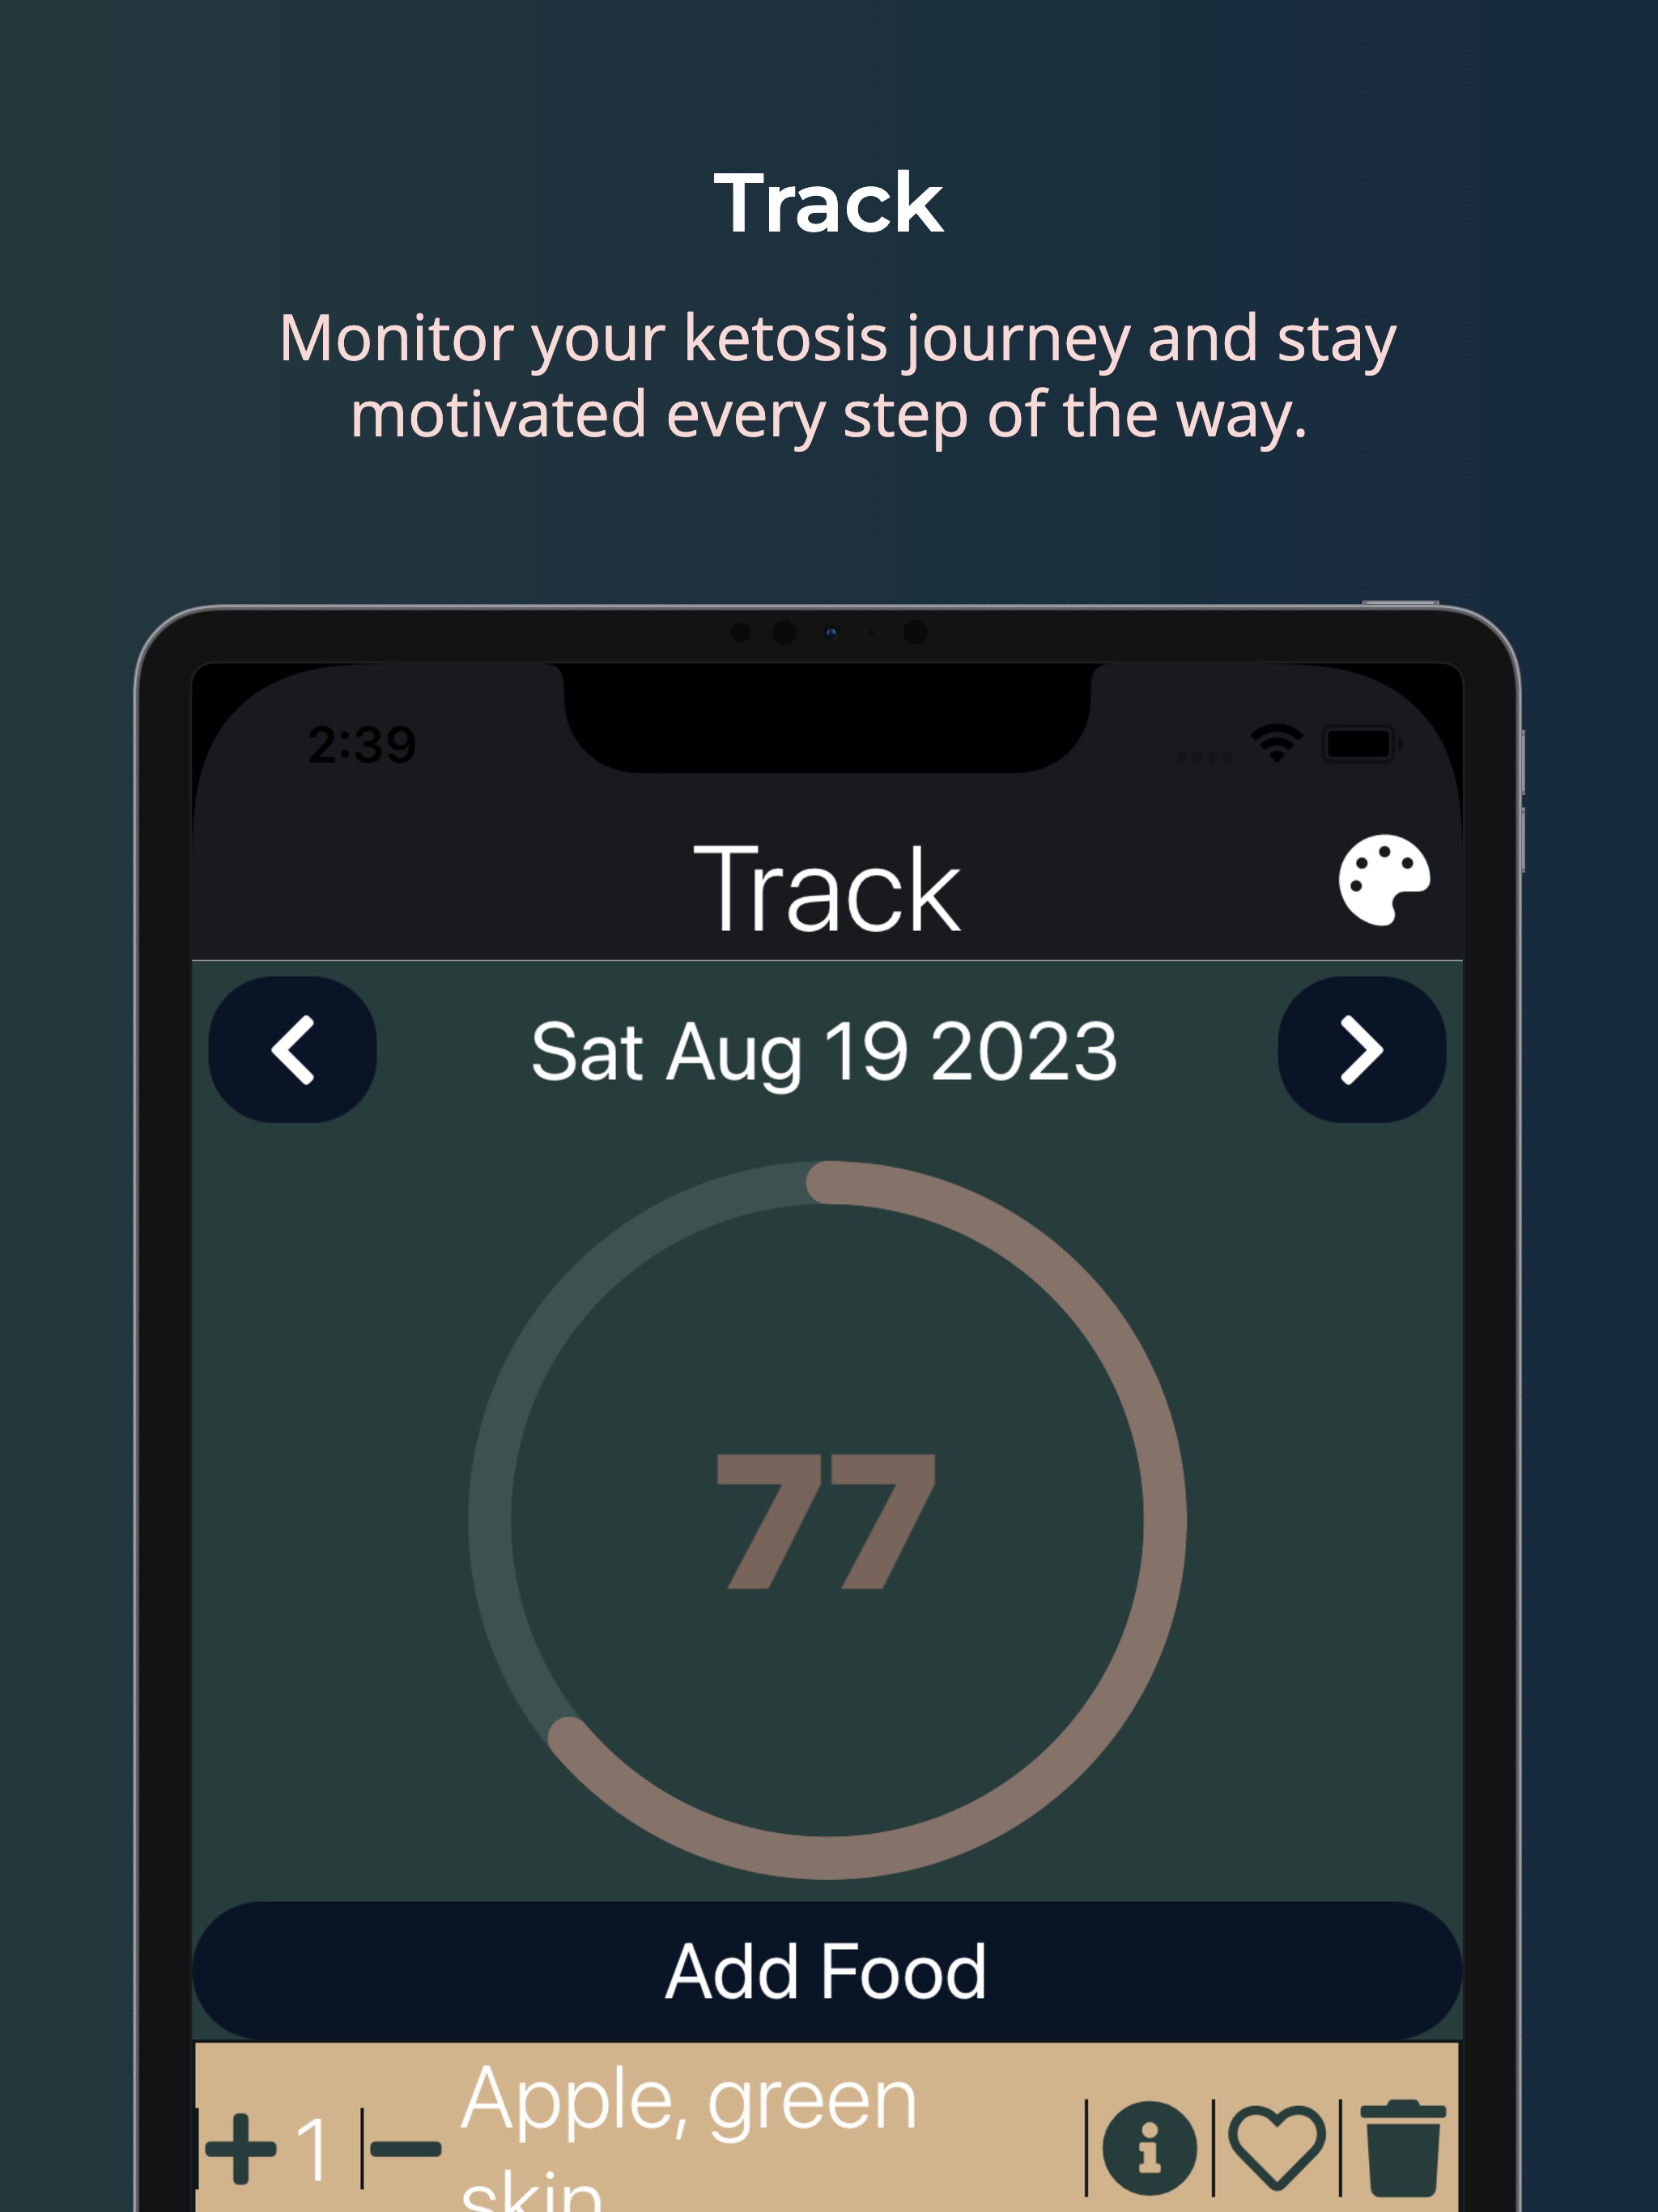 Track
Monitor your ketosis journey and stay
motivated every step of the way.
2:39
Track
Sat Aug 19 2023
77
Add Food
1
Apple, green
skin